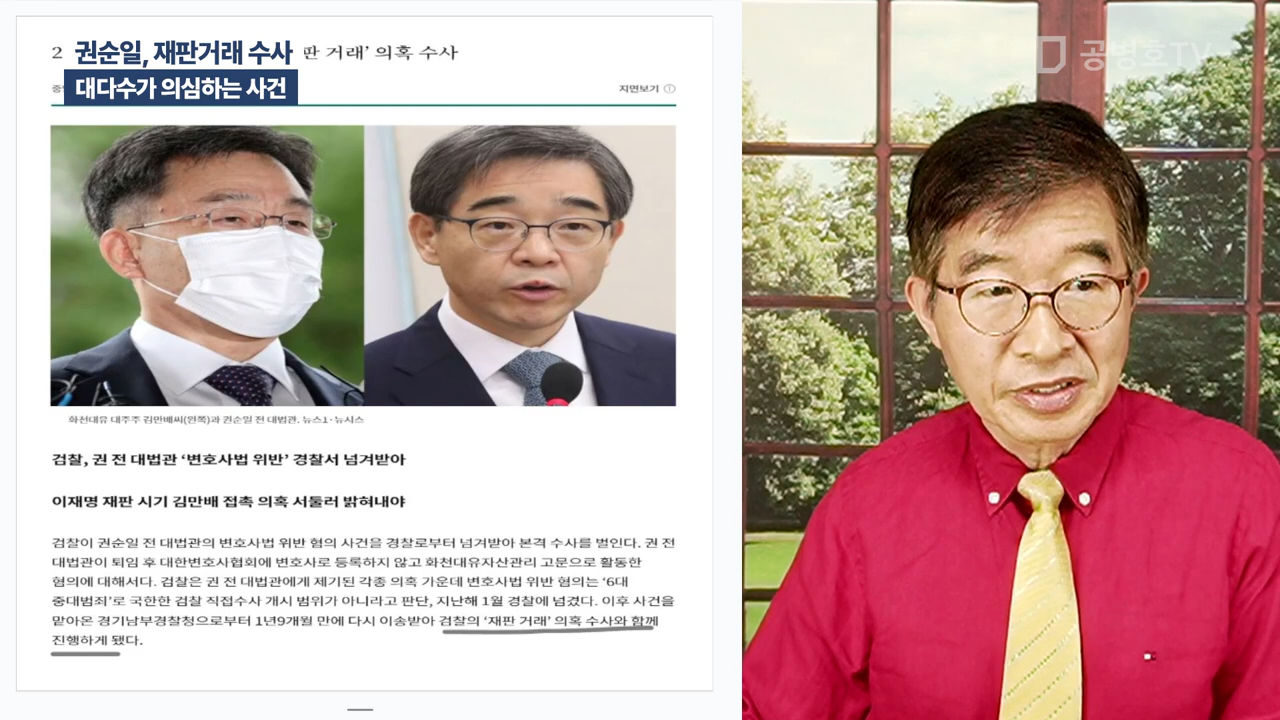 2
권순일, 재판거래 수사
판 거래’ 의혹 수사
대다수가 의심하는 사건
지면보기 ⓘ
공병호TV
화천대유 대주주 김만배씨(왼쪽)과 권순일 전 대법관. 뉴스1·뉴시스
검찰, 권 전 대법관 ‘변호사법 위반’ 경찰서 넘겨받아
이재명 재판 시기 김만배 접촉 의혹 서둘러 밝혀내야
검찰이 권순일 전 대법관의 변호사법 위반 혐의 사건을 경찰로부터 넘겨받아 본격 수사를 벌인다. 권 전
대법관이 퇴임 후 대한변호사협회에 변호사로 등록하지 않고 화천대유자산관리 고문으로 활동한
혐의에 대해서다. 검찰은 권 전 대법관에게 제기된 각종 의혹 가운데 변호사법 위반 혐의는 ‘6대
중대범죄’로 국한한 검찰 직접수사 개시 범위가 아니라고 판단, 지난해 1월 경찰에 넘겼다. 이후 사건을
맡아온 경기남부경찰청으로부터 1년9개월 만에 다시 이송받아 검찰의 ‘재판 거래’ 의혹 수사와 함께
진행하게 됐다.